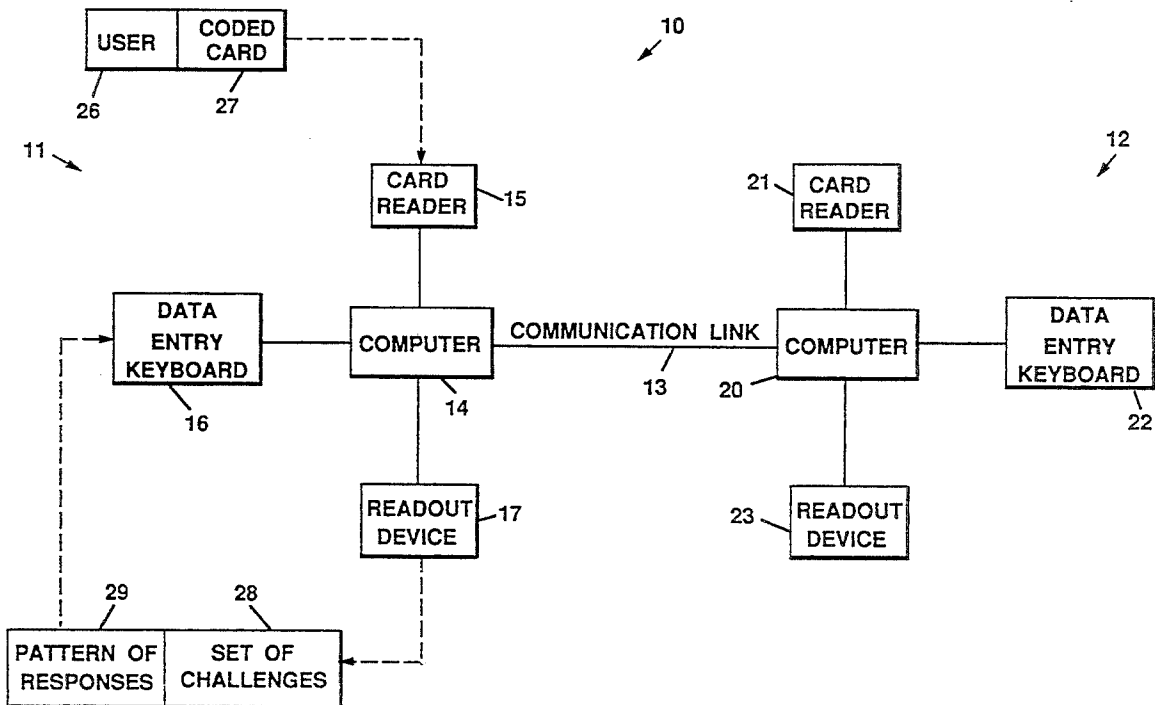 10
USER
CODED
CARD
26
27
11
12
CARD
READER
15
21
CARD
READER
DATA
ENTRY
KEYBOARD
16
COMPUTER
14
COMMUNICATION LINK
13
COMPUTER
20
DATA
ENTRY
KEYBOARD
22
READOUT
DEVICE
17
23
READOUT
DEVICE
29
28
PATTERN OF
RESPONSES
SET OF
CHALLENGES